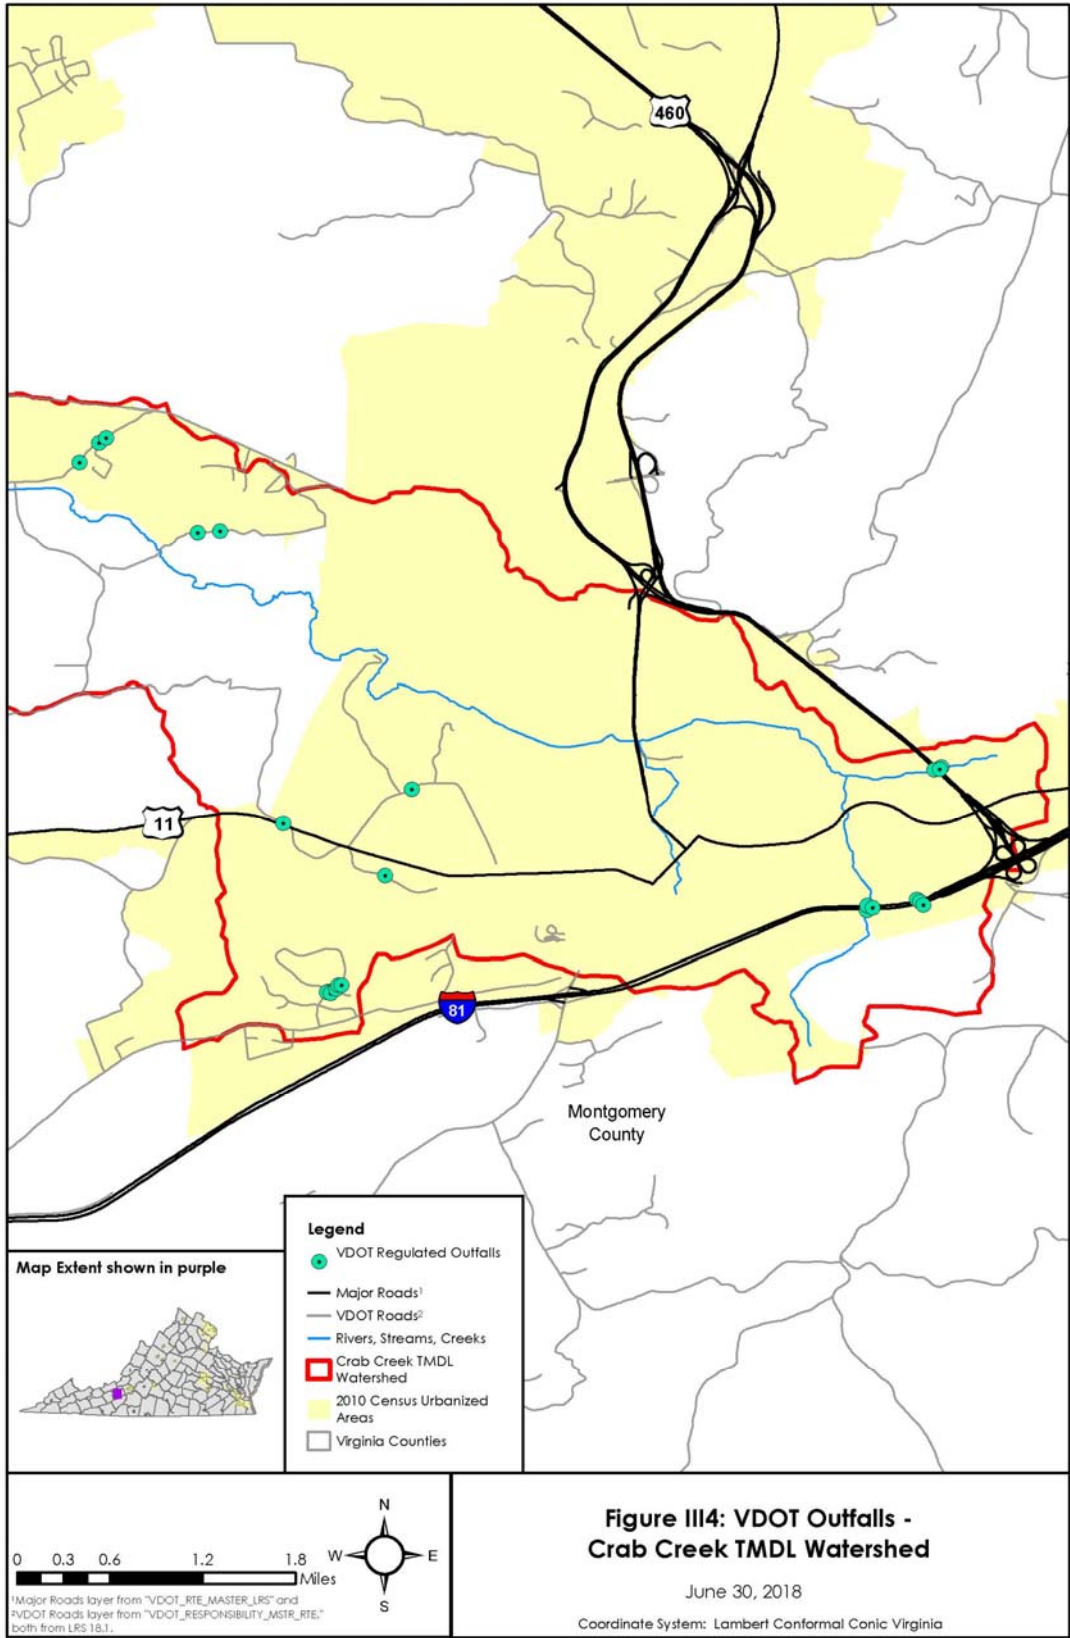 460
11
81
Montgomery
County
Legend
VDOT Regulated Outfalls
Major Roads¹
VDOT Roads²
Rivers, Streams, Creeks
Crab Creek TMDL
Watershed
2010 Census Urbanized
Areas
Virginia Counties
Map Extent shown in purple
0 0.3 0.6 1.2 1.8
Miles
N
W E
S
¹Major Roads layer from "VDOT_RTE_MASTER_LRS" and
²VDOT Roads layer from "VDOT_RESPONSIBILITY_MSTR_RTE,"
both from LRS 18.1.
Figure III4: VDOT Outfalls -
Crab Creek TMDL Watershed
June 30, 2018
Coordinate System: Lambert Conformal Conic Virginia